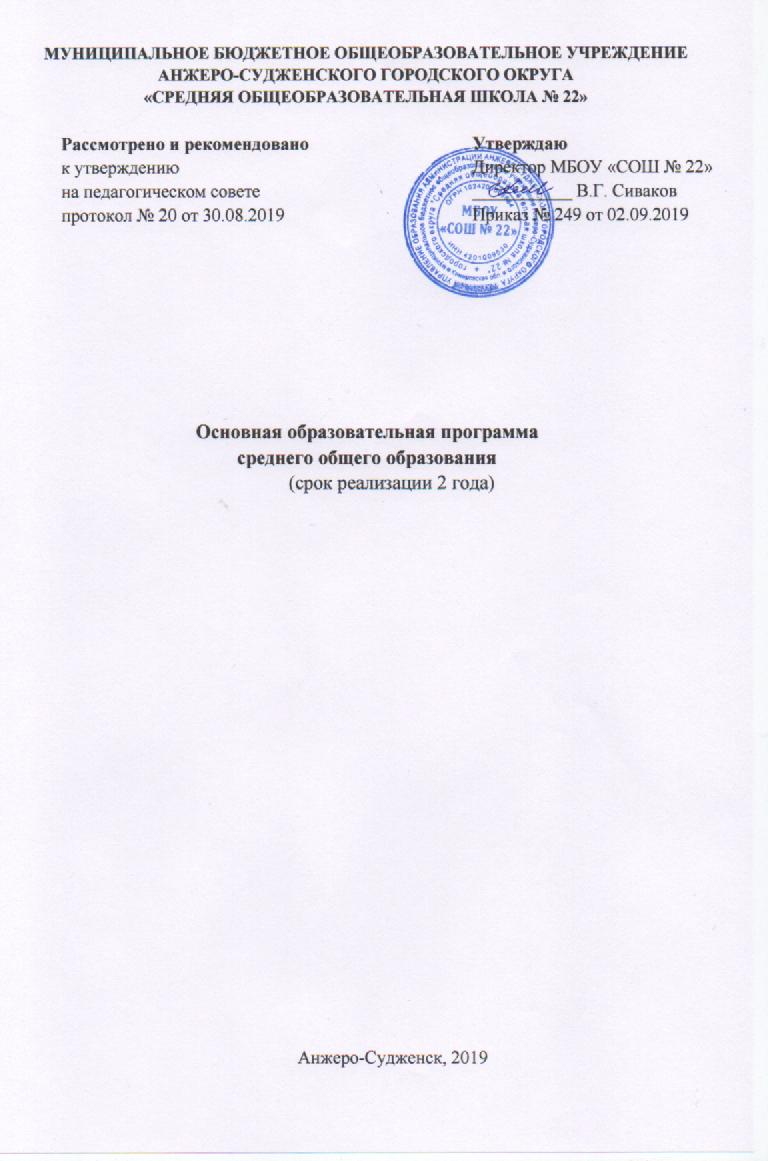 МУНИЦИПАЛЬНОЕ БЮДЖЕТНОЕ ОБЩЕОБРАЗОВАТЕЛЬНОЕ УЧРЕЖДЕНИЕ
АНЖЕРО-СУДЖЕНСКОГО ГОРОДСКОГО ОКРУГА
«СРЕДНЯЯ ОБЩЕОБРАЗОВАТЕЛЬНАЯ ШКОЛА № 22»
Рассмотрено и рекомендовано
к утверждению
на педагогическом совете
протокол № 20 от 30.08.2019
Утверждаю
Директор МБОУ «СОШ № 22»
____________ В.Г. Сиваков
Приказ № 249 от 02.09.2019
МБОУ
«СОШ № 22»
Основная образовательная программа
среднего общего образования
(срок реализации 2 года)
Анжеро-Судженск, 2019